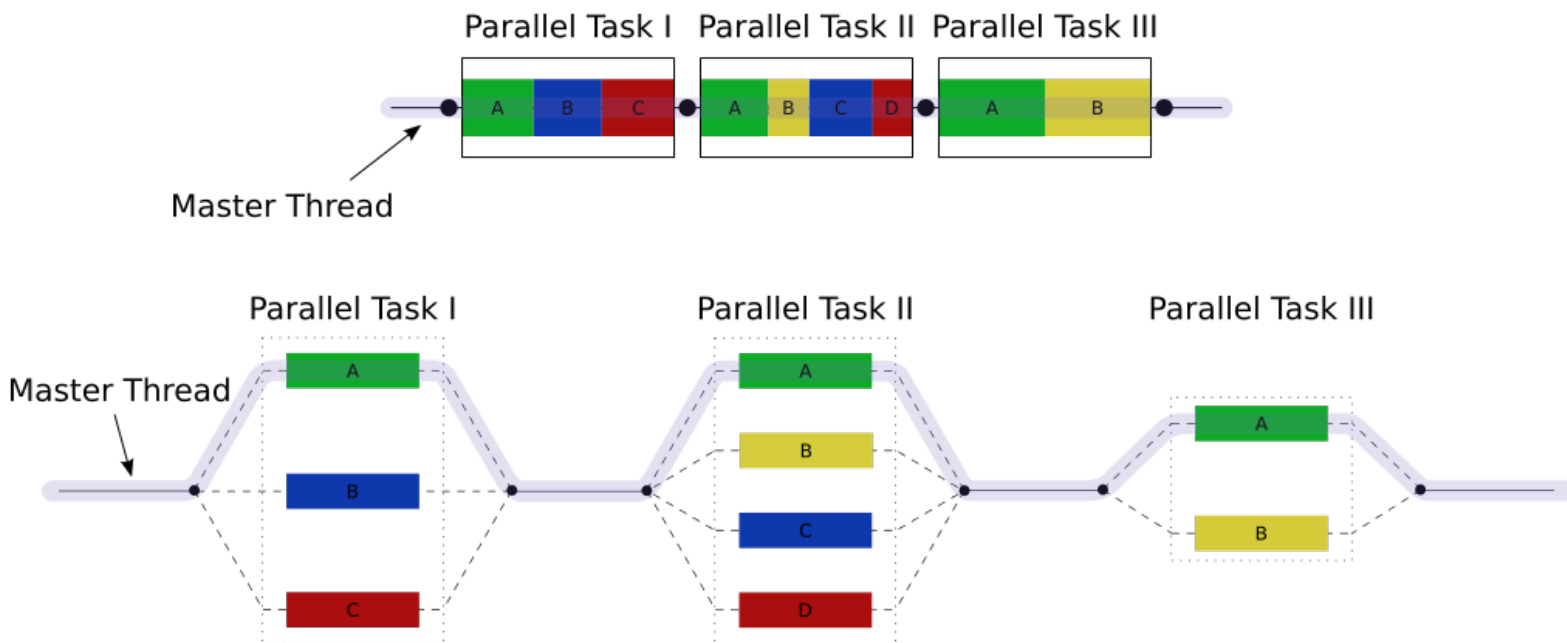 Parallel Task I Parallel Task II Parallel Task III
A B C A B C D A B
Master Thread
Parallel Task I Parallel Task II Parallel Task III
A A
Master Thread
A
B
B
C
B
C D